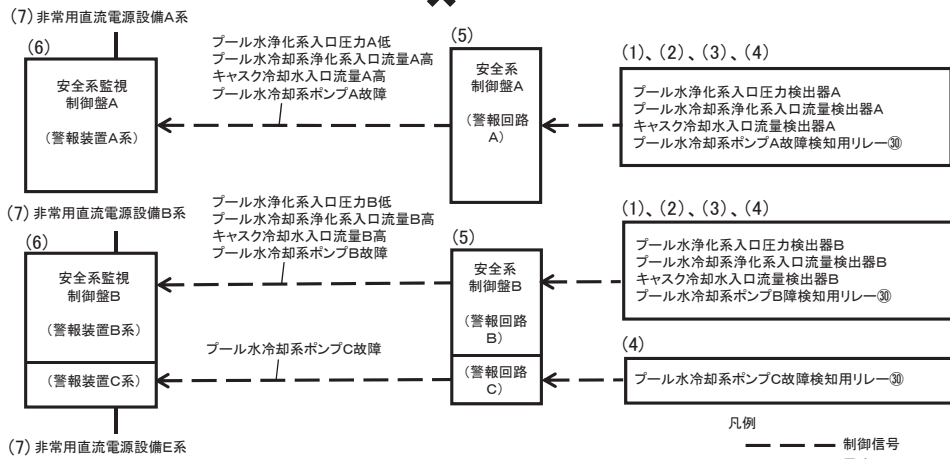 (7) 非常用直流電源設備A系
(6)
安全系監視
制御盤A
(警報装置A系)
プール水浄化系入口圧力A低
プール水冷却系浄化系入口流量A高
キャスク冷却水入口流量A高
プール水冷却系ポンプA故障
(5)
安全系
制御盤A
(警報回路
A)
(1)、(2)、(3)、(4)
プール水浄化系入口圧力検出器A
プール水冷却系浄化系入口流量検出器A
キャスク冷却水入口流量検出器A
プール水冷却系ポンプA故障検知用リレー㉚
(7) 非常用直流電源設備B系
(6)
安全系監視
制御盤B
(警報装置B系)
(警報装置C系)
プール水浄化系入口圧力B低
プール水冷却系浄化系入口流量B高
キャスク冷却水入口流量B高
プール水冷却系ポンプB故障
プール水冷却系ポンプC故障
(5)
安全系
制御盤B
(警報回路
B)
(警報回路
C)
(1)、(2)、(3)、(4)
プール水浄化系入口圧力検出器B
プール水冷却系浄化系入口流量検出器B
キャスク冷却水入口流量検出器B
プール水冷却系ポンプB障検知用リレー㉚
(4)
プール水冷却系ポンプC故障検知用リレー㉚
(7) 非常用直流電源設備E系
凡例
制御信号